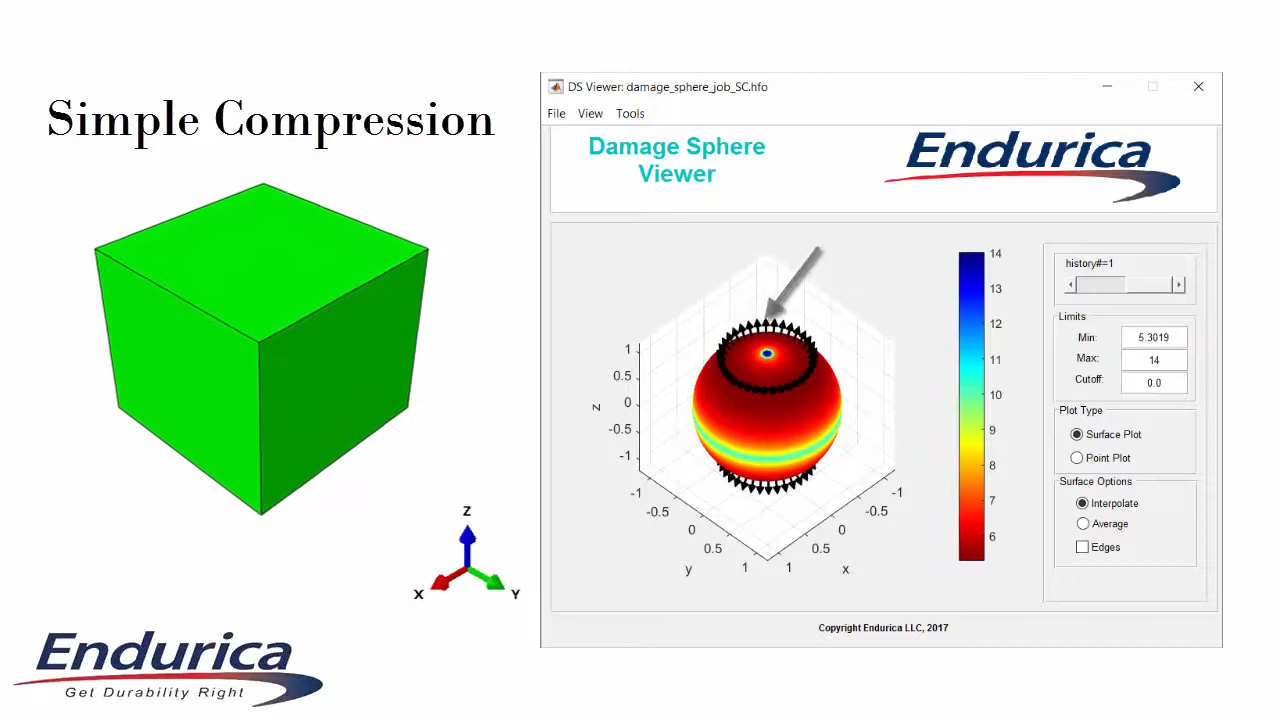 Simple Compression
Z
X
Y
Endurica
Get Durability Right
DS Viewer: damage_sphere_job_SC.hfo
File View Tools
Damage Sphere
Viewer
Endurica
1
0.5
0
-0.5
-1
z
-1
-0.5
0
0.5
1
y
-1
-0.5
0
0.5
1
x
14
13
12
11
10
9
8
7
6
history#=1
Limits
Min: 5.3019
Max: 14
Cutoff: 0.0
Plot Type
Surface Plot
Point Plot
Surface Options
Interpolate
Average
Edges
Copyright Endurica LLC, 2017